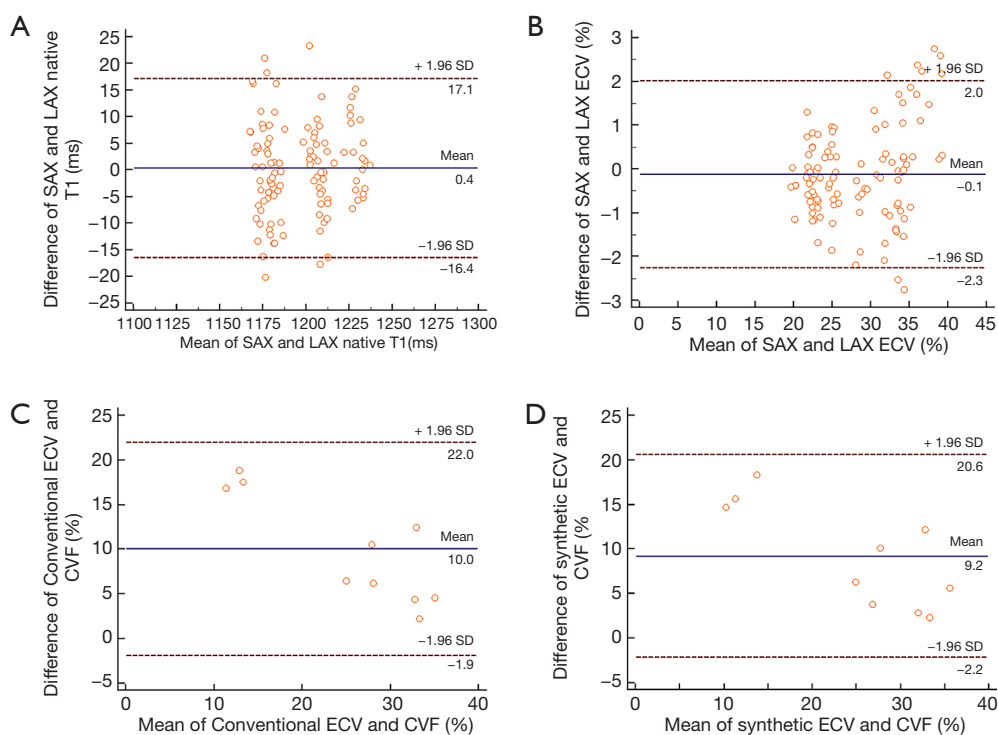 A
Difference of SAX and LAX native
T1 (ms)
25
20
15
10
5
0
−5
−10
−15
−20
−25
+ 1.96 SD
17.1
Mean
0.4
−1.96 SD
−16.4
1100 1125 1150 1175 1200 1225 1250 1275 1300
Mean of SAX and LAX native T1(ms)
B
Difference of SAX and LAX ECV (%)
3
2
1
0
−1
−2
−3
+ 1.96 SD
2.0
Mean
−0.1
−1.96 SD
−2.3
0 5 10 15 20 25 30 35 40 45
Mean of SAX and LAX ECV (%)
C
Difference of Conventional ECV and
CVF (%)
25
20
15
10
5
0
−5
+ 1.96 SD
22.0
Mean
10.0
−1.96 SD
−1.9
0 10 20 30 40
Mean of Conventional ECV and CVF (%)
D
Difference of synthetic ECV and
CVF (%)
25
20
15
10
5
0
−5
+ 1.96 SD
20.6
Mean
9.2
−1.96 SD
−2.2
0 10 20 30 40
Mean of synthetic ECV and CVF (%)